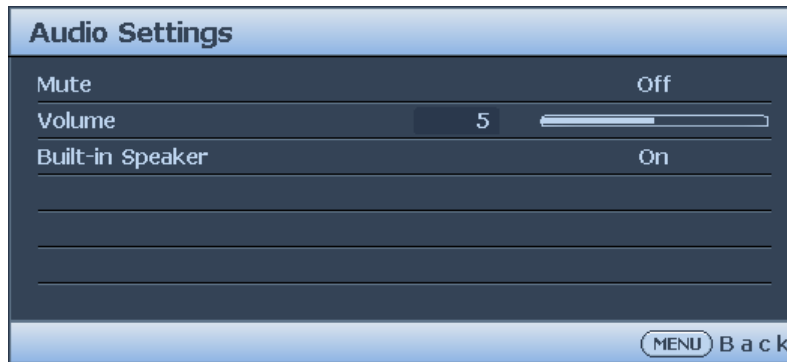 Audio Settings
Mute Off
Volume 5
Built-in Speaker On
MENU Back